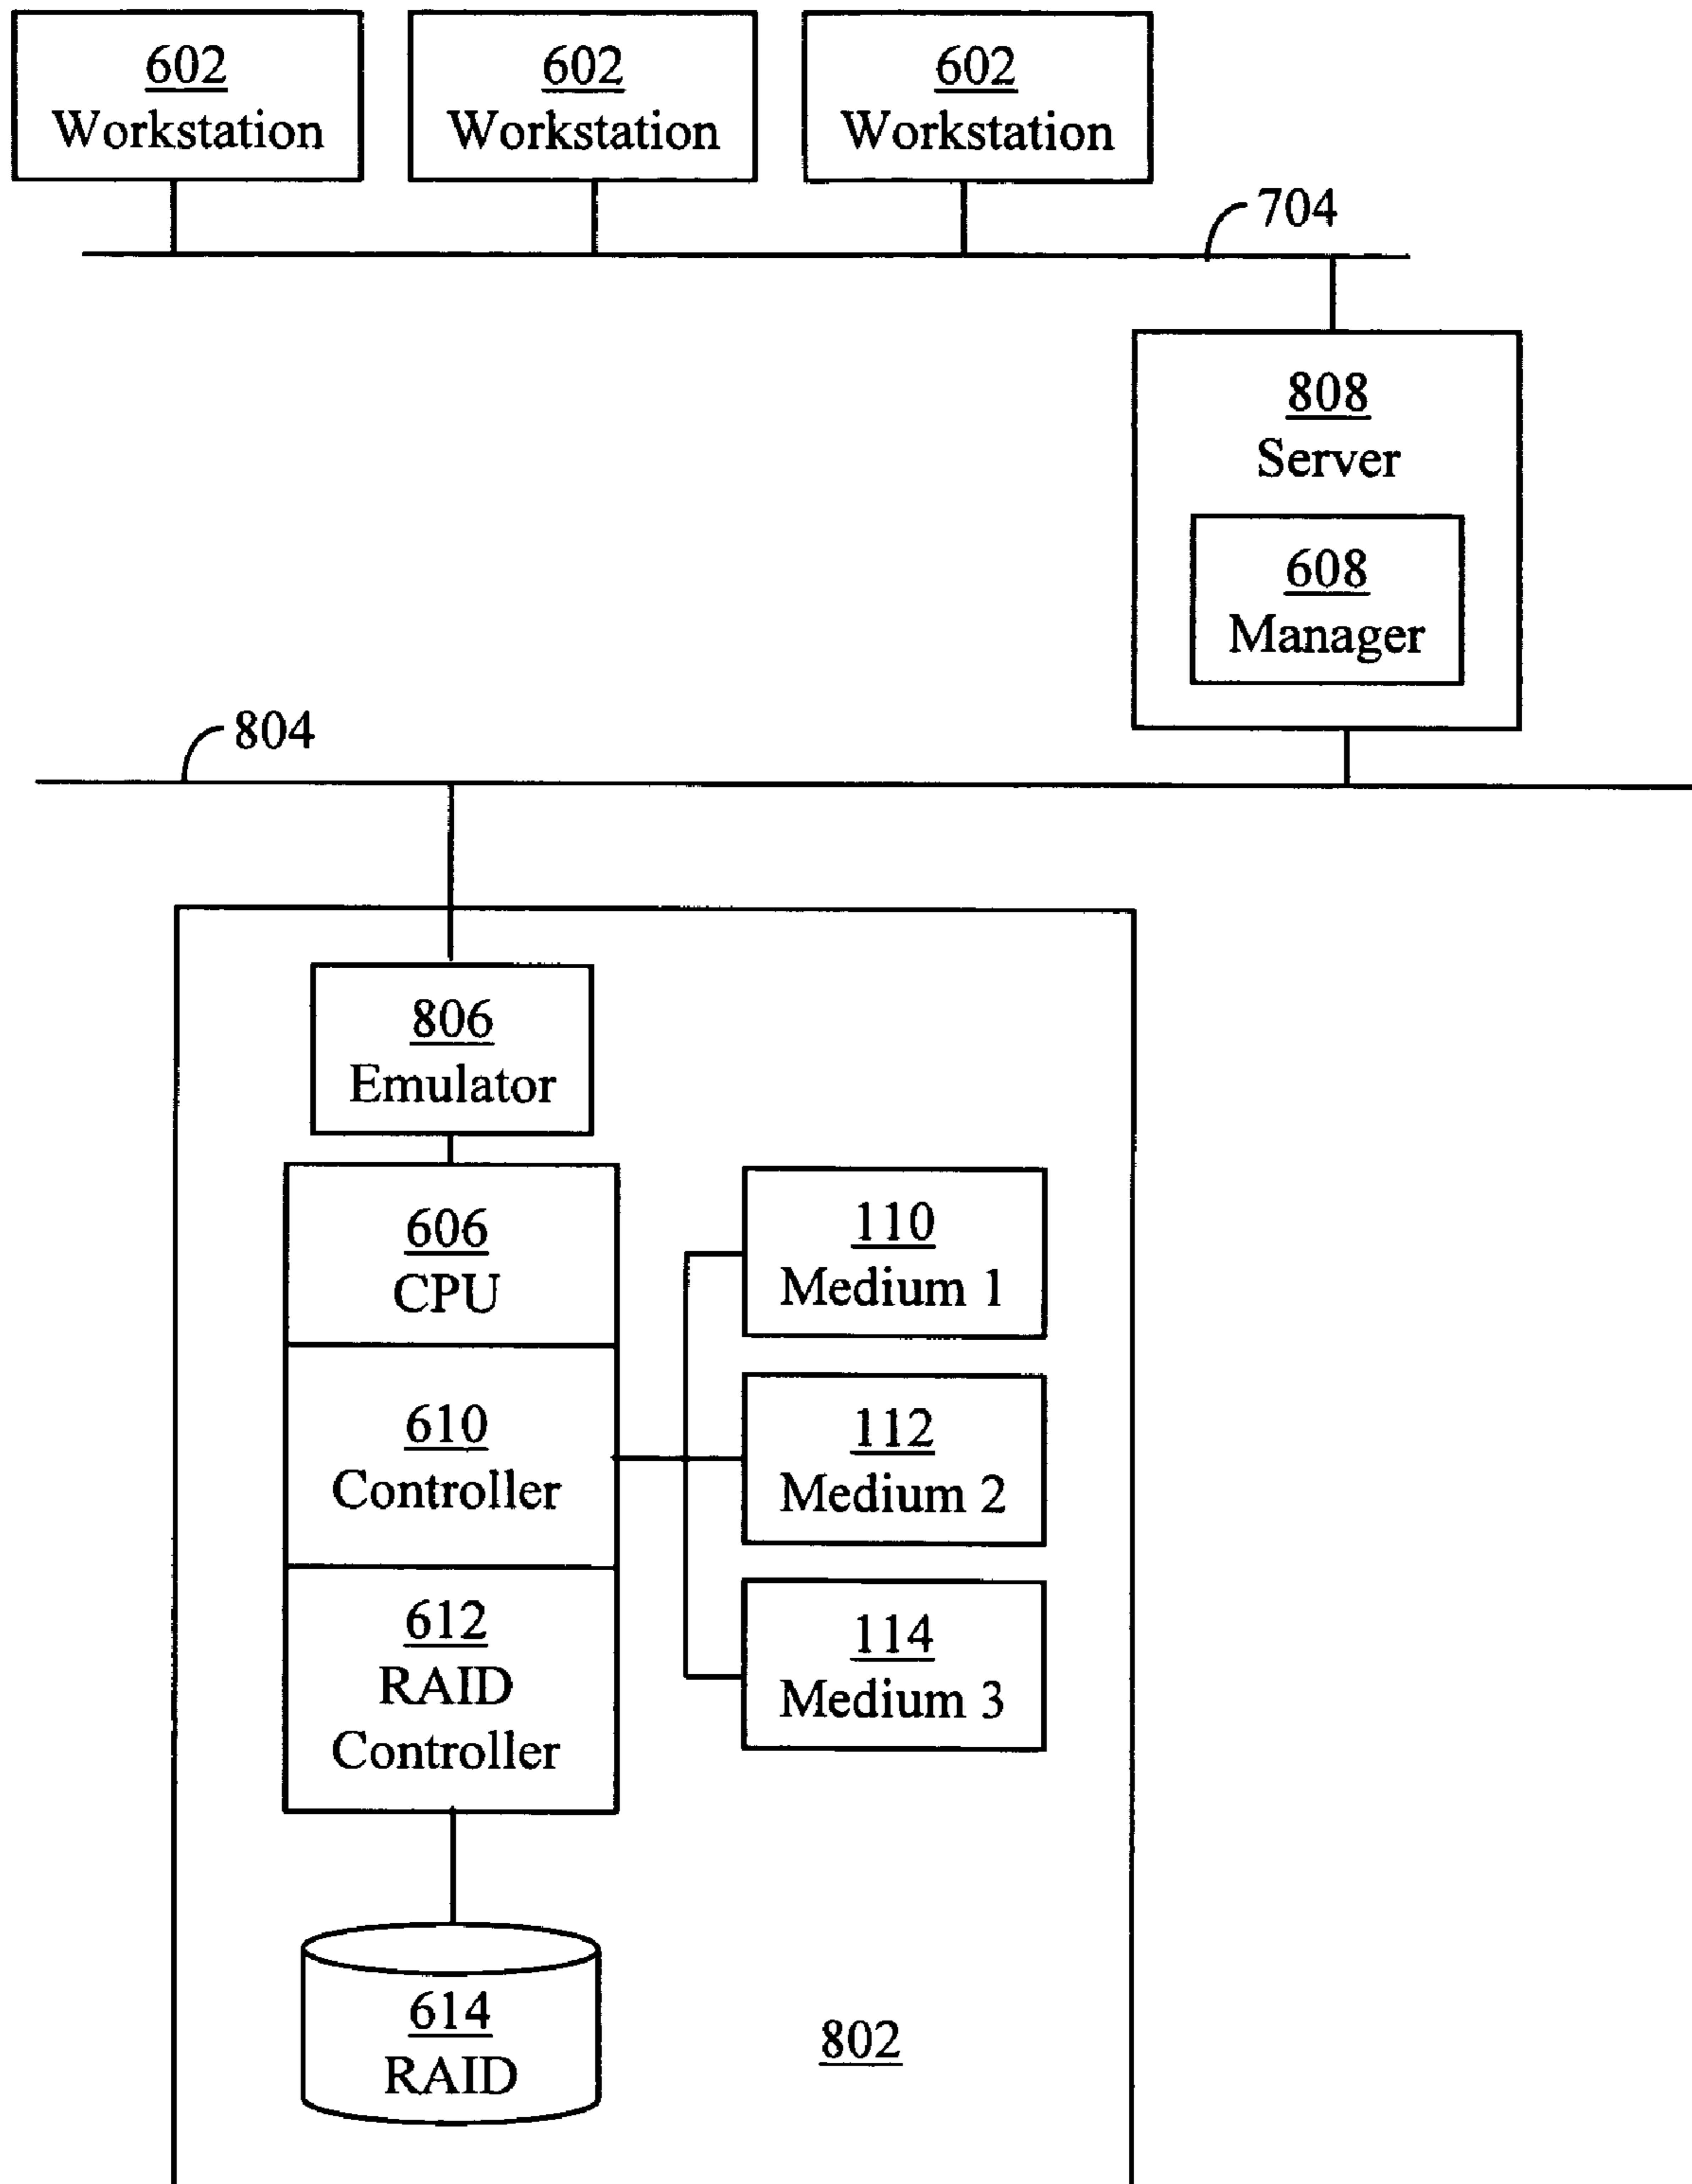 602
Workstation
602
Workstation
602
Workstation
704
808
Server
608
Manager
804
806
Emulator
606
CPU
110
Medium 1
610
Controller
112
Medium 2
612
RAID
Controller
114
Medium 3
614
RAID
802